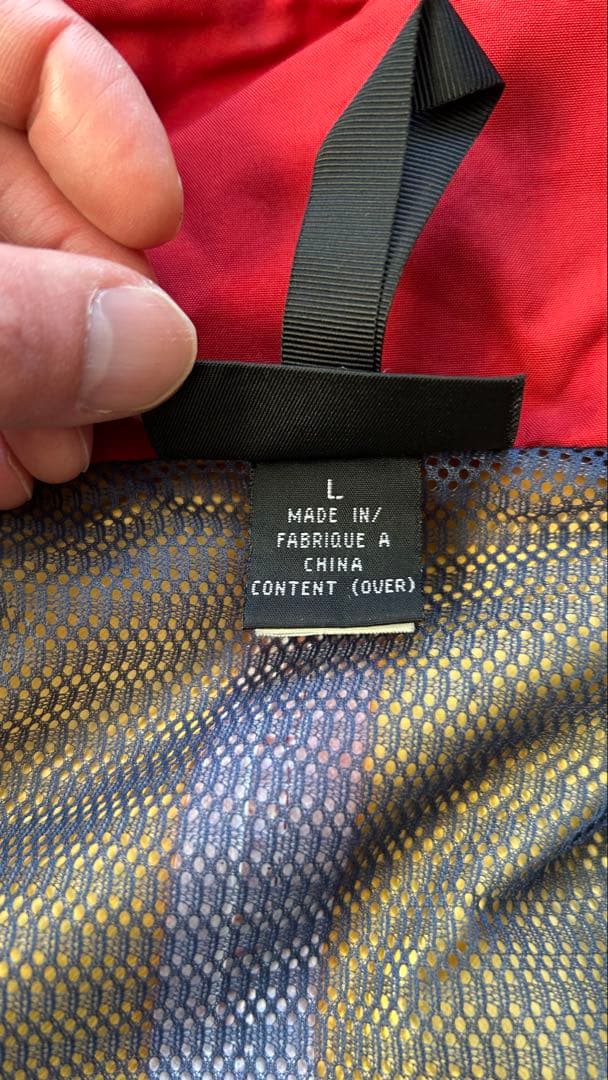 L
MADE IN/
FABRIQUE A
CHINA
CONTENT (OVER)